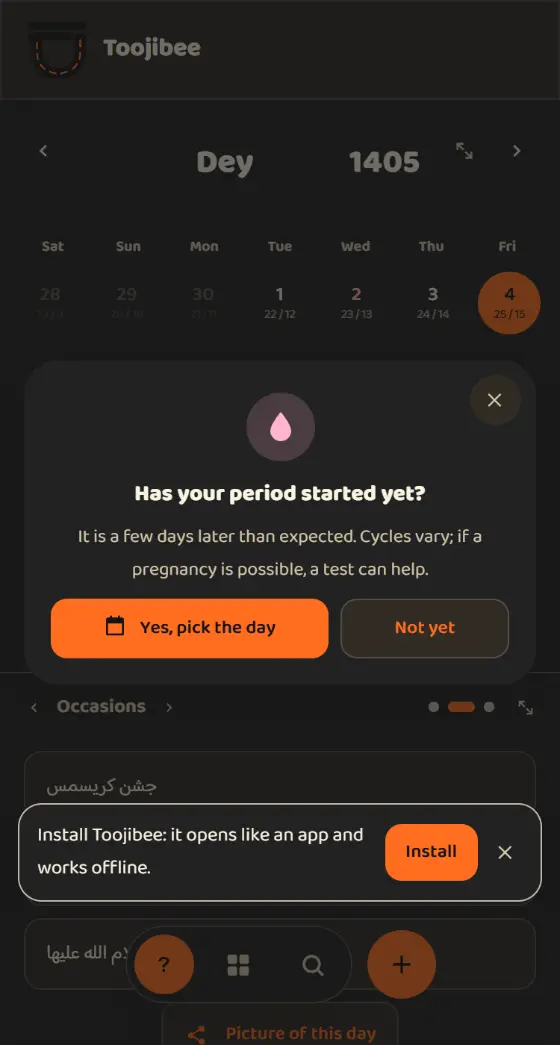 Toojibee
Dey 1405
Sat Sun Mon Tue Wed Thu Fri
28 29 30 1 2 3 4
22/12 23/13 24/14 25/15
Has your period started yet?
It is a few days later than expected. Cycles vary; if a
pregnancy is possible, a test can help.
Yes, pick the day
Not yet
Occasions
جشن کریسمس
Install Toojibee: it opens like an app and
works offline.
Install
الله علیها
?
Picture of this day